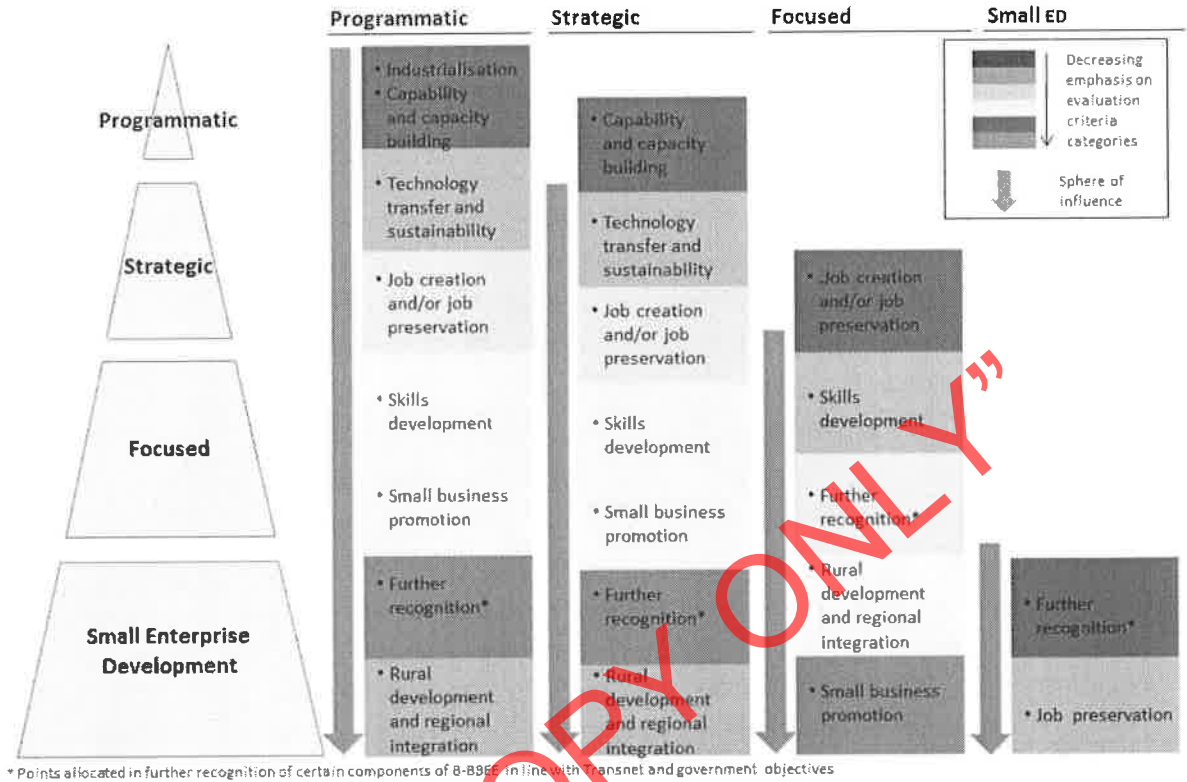 Programmatic
Strategic
Focused
Small ED
Programmatic
Strategic
Focused
Small Enterprise
Development
• Industrialisation
• Capability
and capacity
building
• Technology
transfer and
sustainability
• Job creation
and/or job
preservation
• Skills
development
• Small business
promotion
• Further
recognition*
• Rural
development
and regional
integration
• Capability
and capacity
building
• Technology
transfer and
sustainability
• Job creation
and/or job
preservation
• Skills
development
• Small business
promotion
• Further
recognition*
• Rural
development
and regional
integration
• Job creation
and/or job
preservation
• Skills
development
• Further
recognition*
• Rural
development
and regional
integration
• Small business
promotion
• Further
recognition*
• Job preservation
Decreasing
emphasis on
evaluation
criteria
categories
Sphere of
influence
* Points allocated in further recognition of certain components of B-BBEE in line with Transnet and government objectives
OPY ONLY”